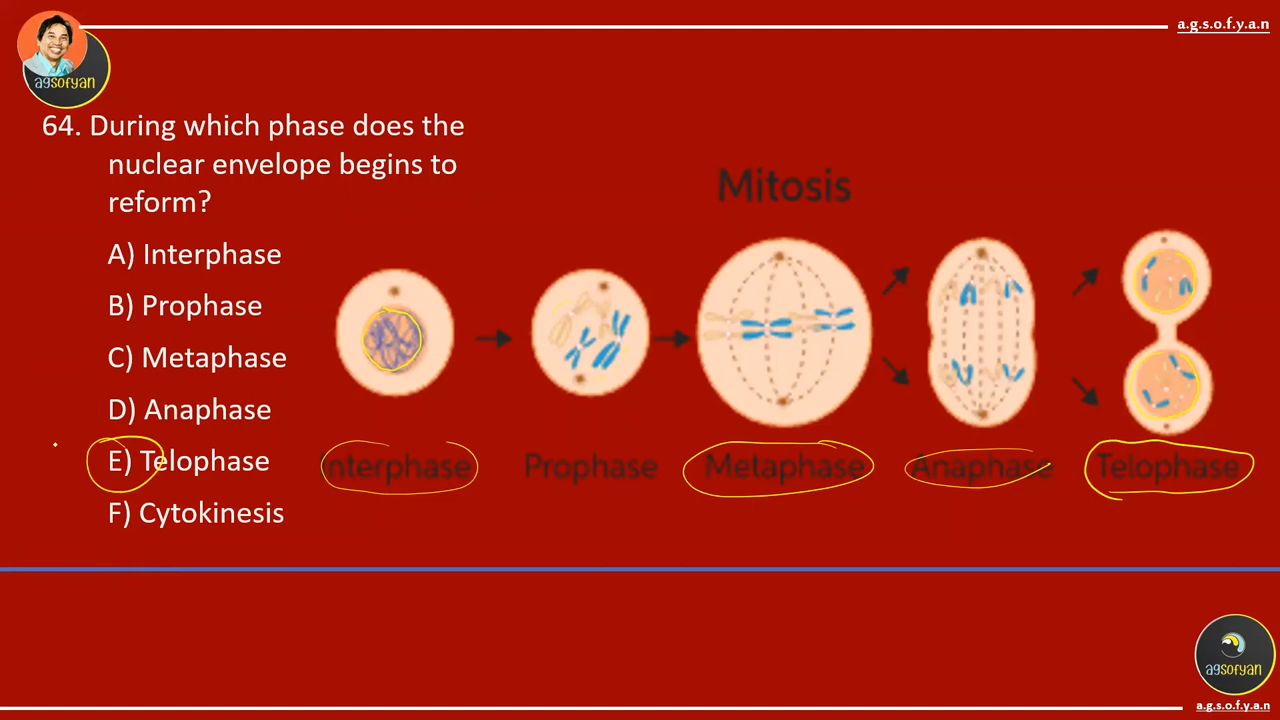 a.g.s.o.f.y.a.n
agsofyan
64. During which phase does the
nuclear envelope begins to
reform?
A) Interphase
B) Prophase
C) Metaphase
D) Anaphase
E) Telophase
F) Cytokinesis
Mitosis
Interphase
Prophase
Metaphase
Anaphase
Telophase
agsofyan
a.g.s.o.f.y.a.n